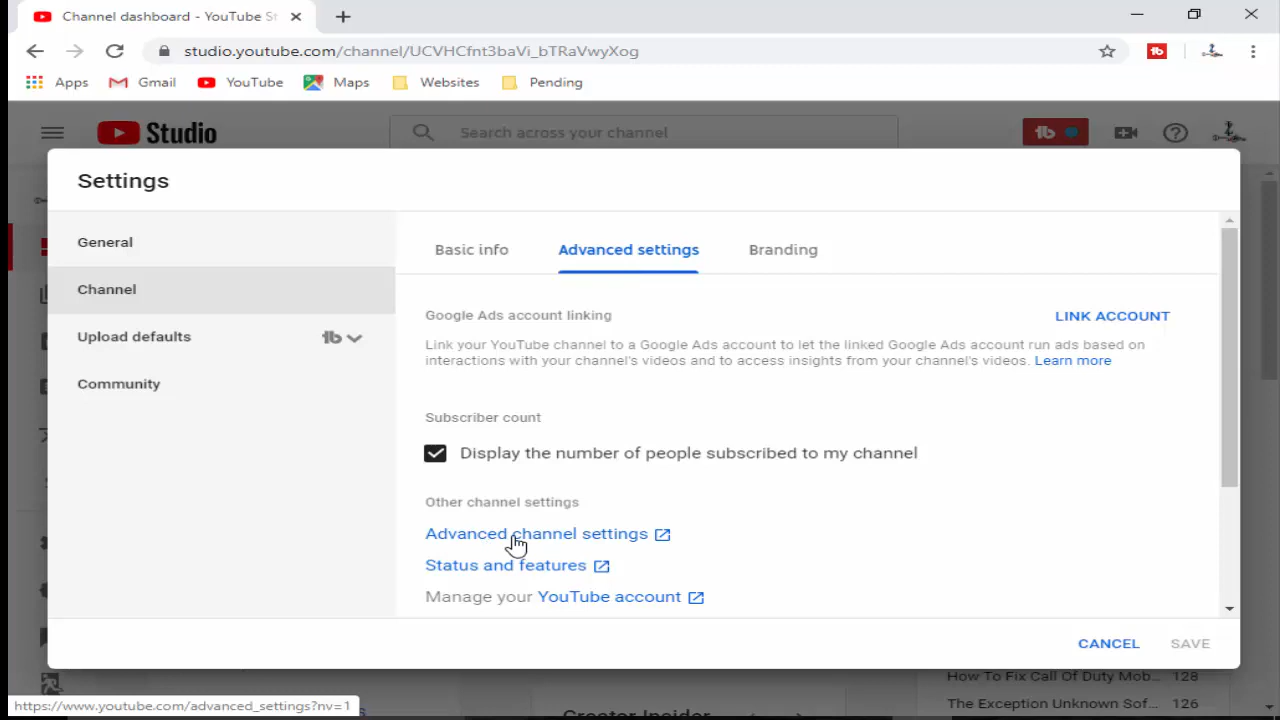 Channel dashboard - YouTube St
studio.youtube.com/channel/UCVHCfnt3baVi_bTRaVwyXog
Apps Gmail YouTube Maps Websites Pending
Studio
Search across your channel
Settings
General
Channel
Upload defaults
Community
Basic info Advanced settings Branding
Google Ads account linking LINK ACCOUNT
Link your YouTube channel to a Google Ads account to let the linked Google Ads account run ads based on
interactions with your channel's videos and to access insights from your channel's videos. Learn more
Subscriber count
Display the number of people subscribed to my channel
Other channel settings
Advanced channel settings
Status and features
Manage your YouTube account
CANCEL SAVE
How To Fix Call Of Duty Mob... 128
The Exception Unknown Sof... 126
https://www.youtube.com/advanced_settings?nv=1
Creator Insider